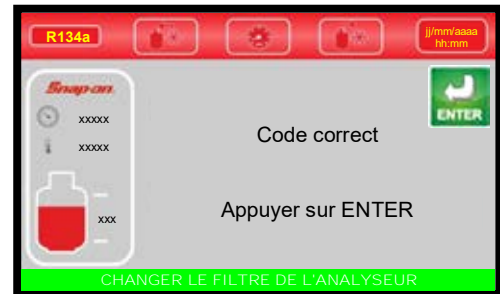 R134a
jj/mm/aaaa
hh:mm
Snap-on
xxxxx
xxxxx
xxx
ENTER
Code correct
Appuyer sur ENTER
CHANGER LE FILTRE DE L'ANALYSEUR